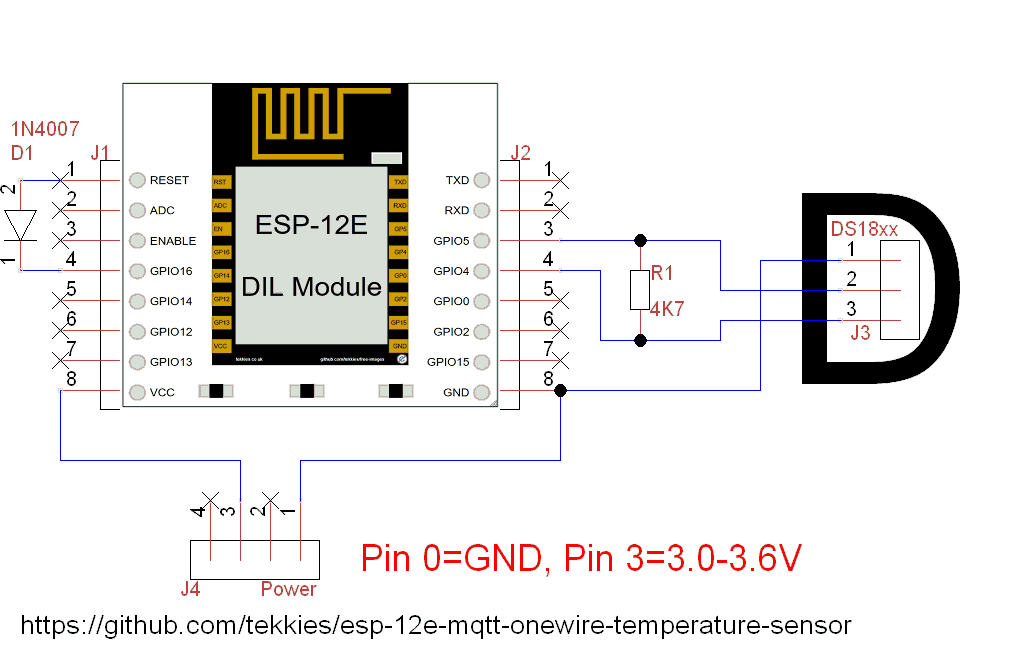 1N4007
D1
J1
J2
1
2
3
4
5
6
7
8
2
1
RESET
ADC
ENABLE
GPIO16
GPIO14
GPIO12
GPIO13
VCC
RST
ADC
EN
GP16
GP14
GP12
GP13
VCC
ESP-12E
DIL Module
TXD
RXD
GP5
GP4
GP0
GP2
GP15
GND
tekkies.co.uk
github.com/tekkies/free-images
TXD
RXD
GPIO5
GPIO4
GPIO0
GPIO2
GPIO15
GND
1
2
3
4
5
6
7
8
R1
4K7
DS18xx
1
2
3
J3
4
3
2
1
J4
Power
Pin 0=GND, Pin 3=3.0-3.6V
https://github.com/tekkies/esp-12e-mqtt-onewire-temperature-sensor